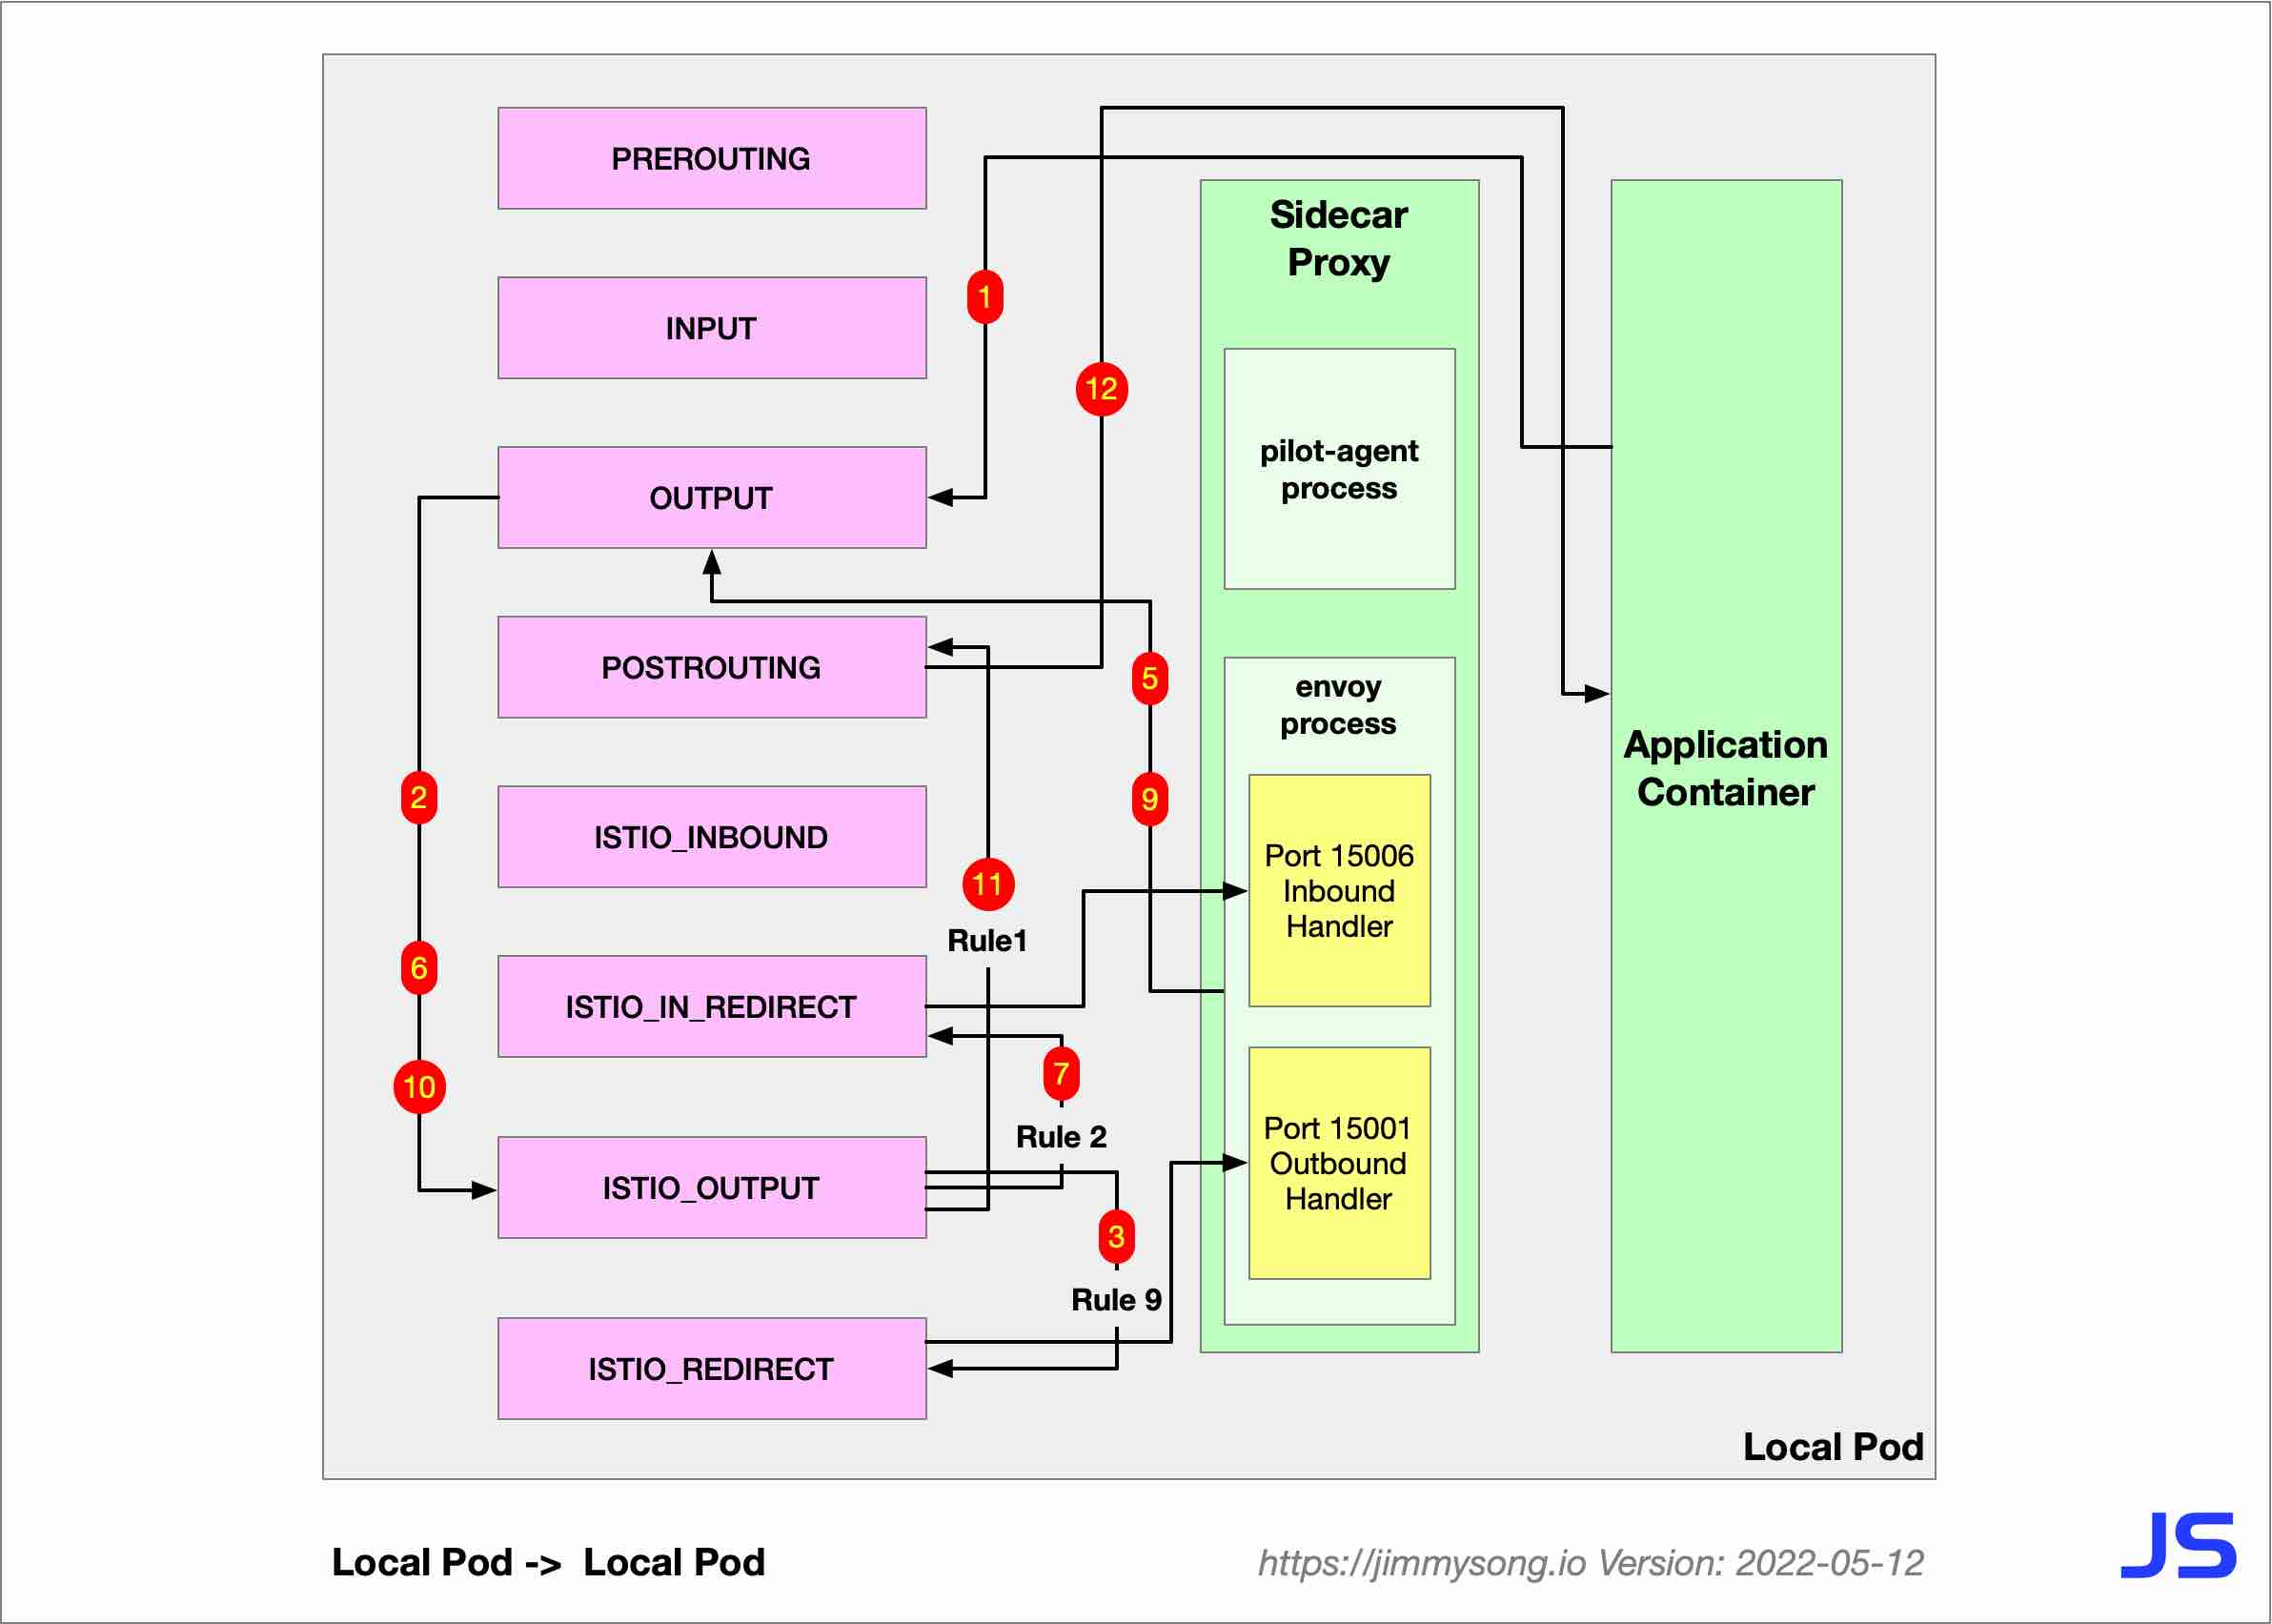 PREROUTING
INPUT
OUTPUT
POSTROUTING
ISTIO_INBOUND
ISTIO_IN_REDIRECT
ISTIO_OUTPUT
ISTIO_REDIRECT
1
12
2
6
10
11
Rule1
5
9
7
Rule 2
3
Rule 9
Sidecar
Proxy
pilot-agent
process
envoy
process
Port 15006
Inbound
Handler
Port 15001
Outbound
Handler
Application
Container
Local Pod
Local Pod -> Local Pod
https://jimmysong.io Version: 2022-05-12
JS